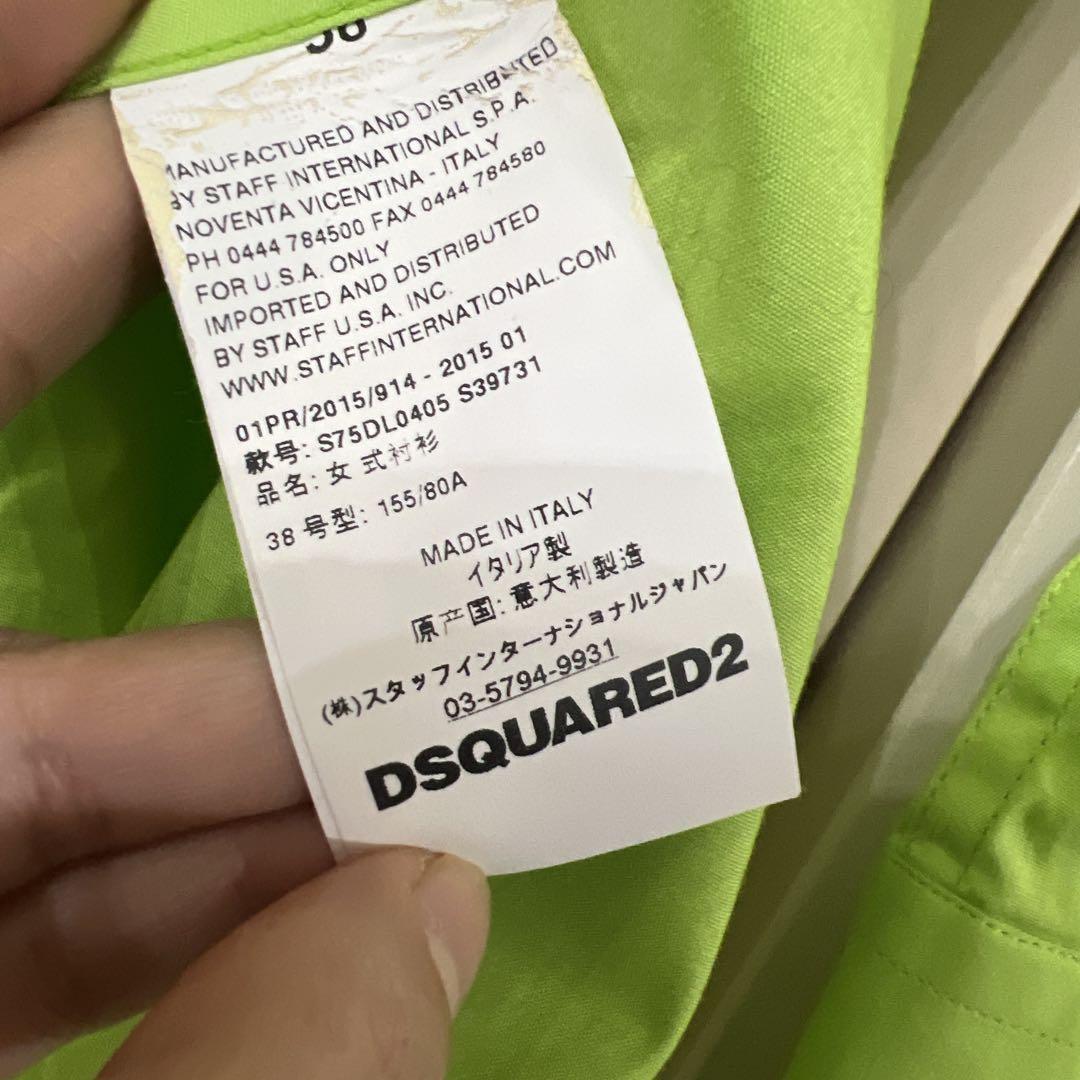 MANUFACTURED AND DISTRIBUTED
BY STAFF INTERNATIONAL S.P.A.
NOVENTA VICENTINA - ITALY
PH 0444 784500 FAX 0444 784580
FOR U.S.A. ONLY
IMPORTED AND DISTRIBUTED
BY STAFF U.S.A. INC.
WWW.STAFFINTERNATIONAL.COM
01PR/2015/914 - 2015 01
款号: S75DL0405 S39731
品名: 女 式衬衫
38 号型: 155/80A
MADE IN ITALY
イタリア製
原产国: 意大利製造
(株)スタッフインターナショナルジャパン
03-5794-9931
DSQUARED2